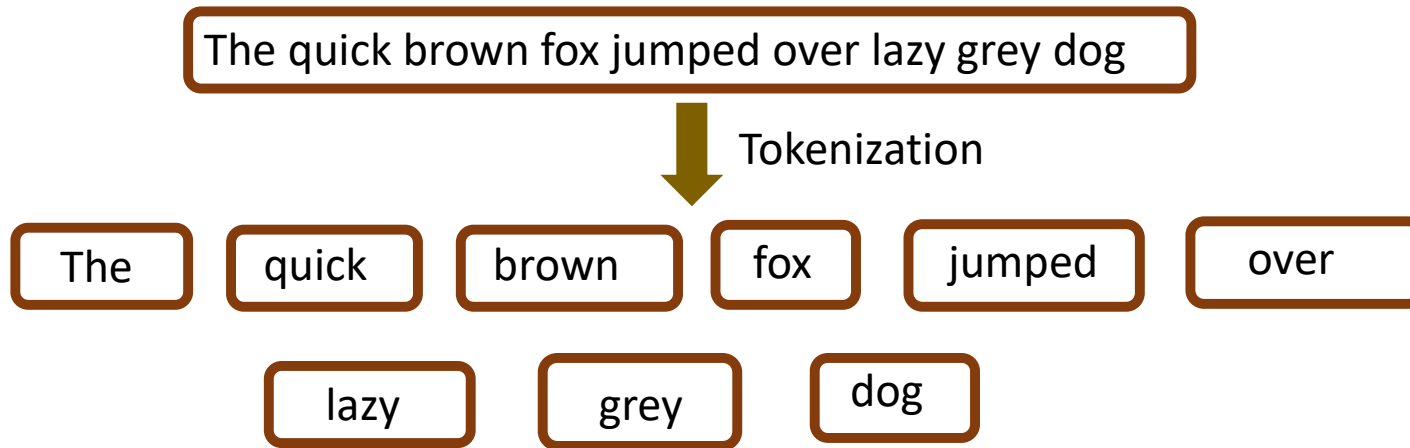 The quick brown fox jumped over lazy grey dog
Tokenization
The quick brown fox jumped over
lazy grey dog